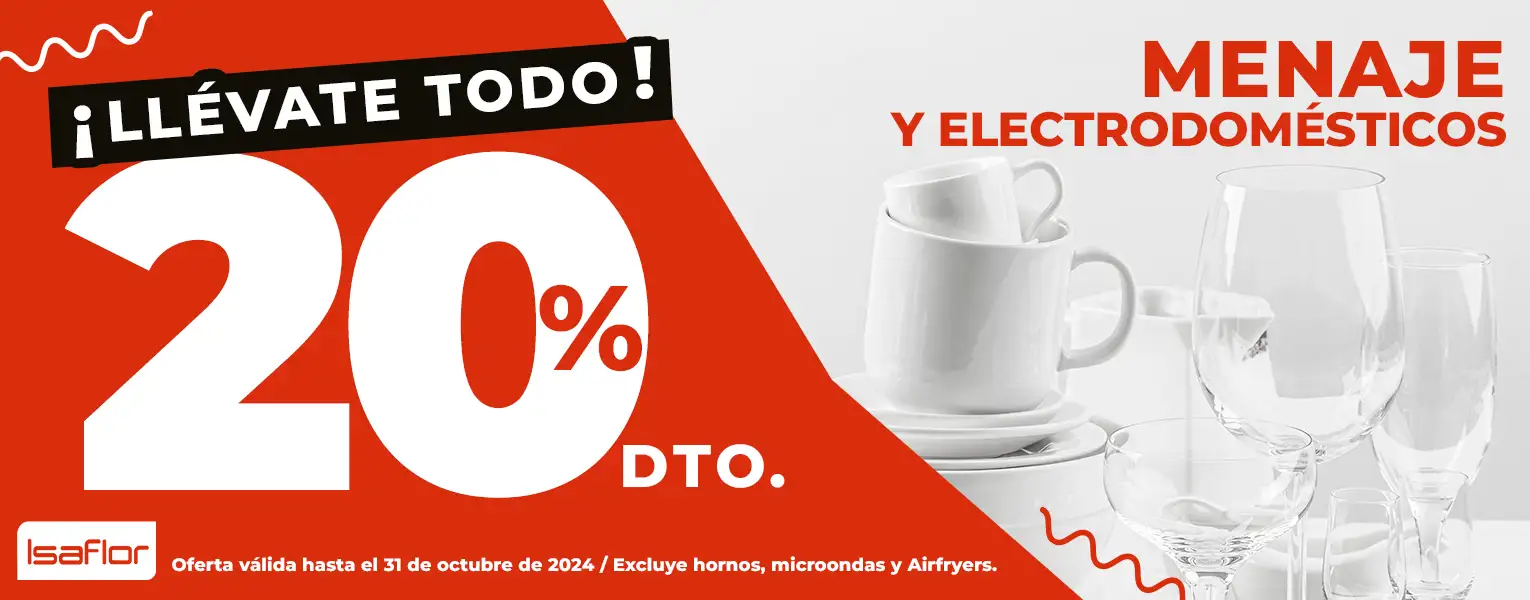 ¡LLÉVATE TODO!
20%
DTO.
MENAJE
Y ELECTRODOMÉSTICOS
Isaflor
Oferta válida hasta el 31 de octubre de 2024 / Excluye hornos, microondas y Airfryers.